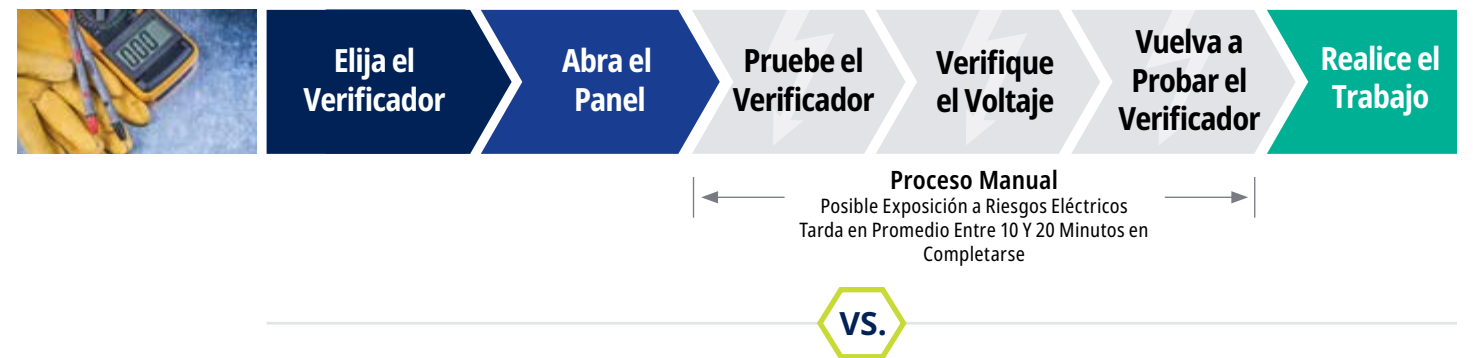 Elija el
Verificador
Abra el
Panel
Pruebe el
Verificador
Verifique
el Voltaje
Vuelva a
Probar el
Verificador
Realice el
Trabajo
Proceso Manual
Posible Exposición a Riesgos Eléctricos
Tarda en Promedio Entre 10 Y 20 Minutos en
Completarse
VS.